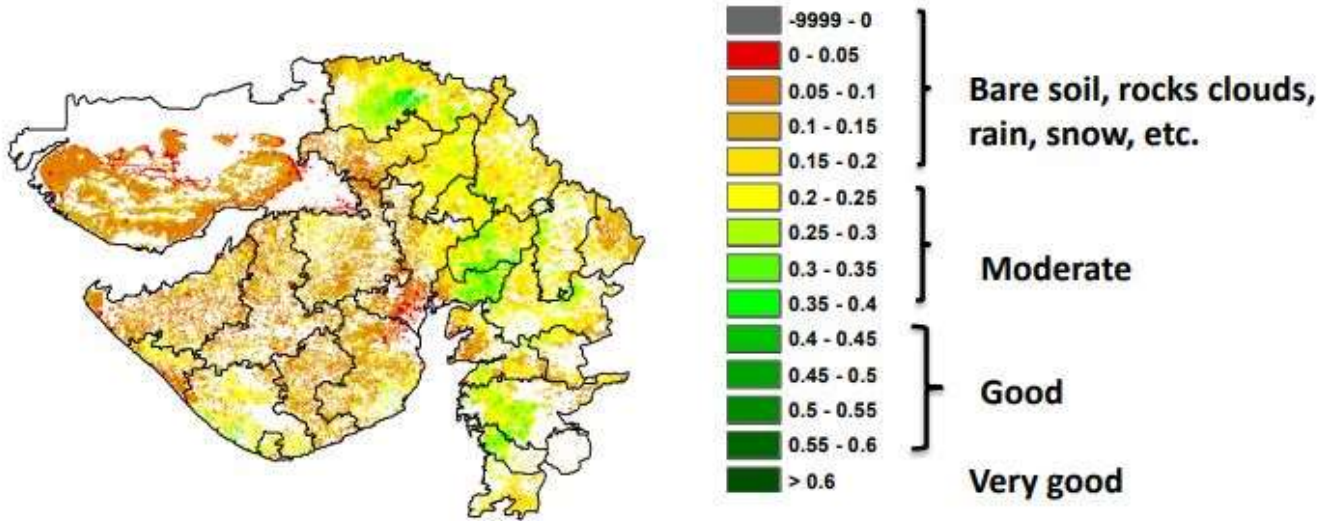 -9999 - 0
0 - 0.05
0.05 - 0.1
0.1 - 0.15
0.15 - 0.2
0.2 - 0.25
0.25 - 0.3
0.3 - 0.35
0.35 - 0.4
0.4 - 0.45
0.45 - 0.5
0.5 - 0.55
0.55 - 0.6
> 0.6
Bare soil, rocks clouds,
rain, snow, etc.
Moderate
Good
Very good